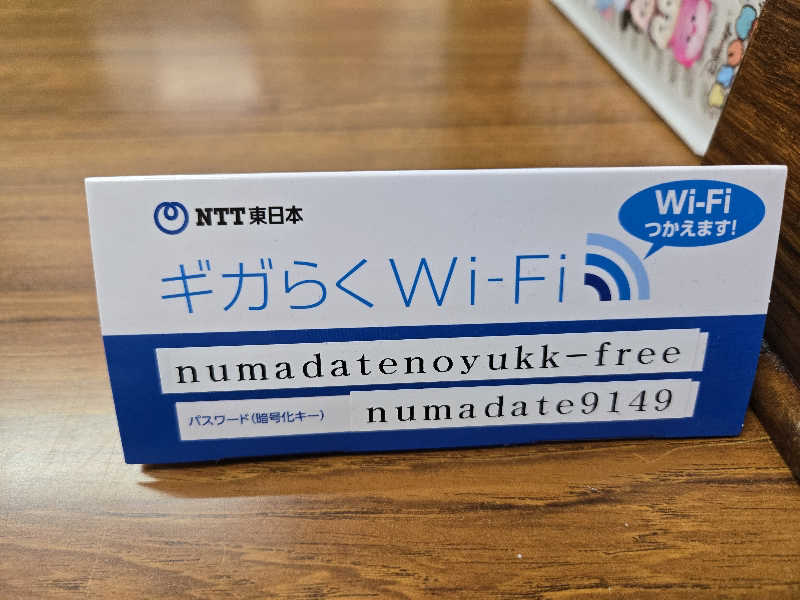 NTT東日本
Wi-Fi
つかえます!
ギガらくWi-Fi
numadatenoyukk-free
パスワード(暗号化キー)
numadate9149